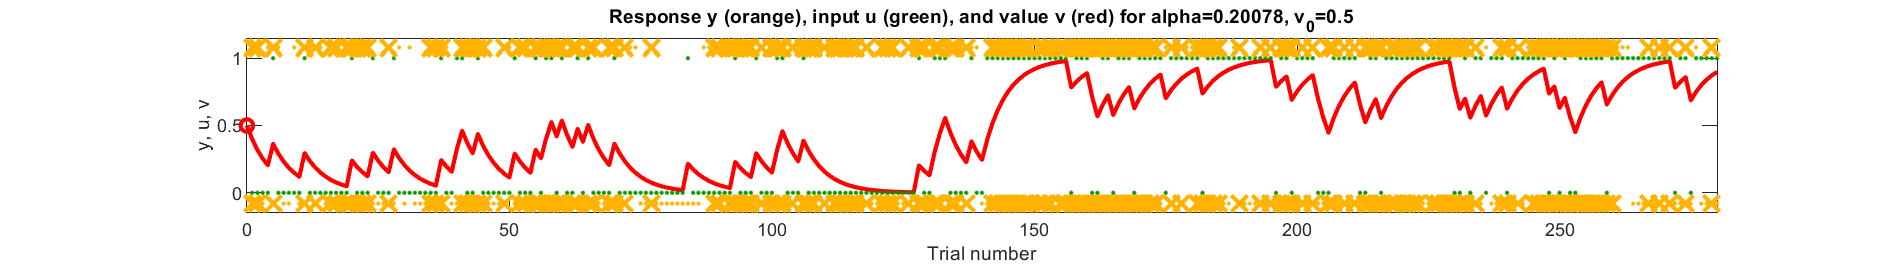 Response y (orange), input u (green), and value v (red) for alpha=0.20078, v0=0.5
y, u, v
1
0.5
0
0 50 100 150 200 250
Trial number